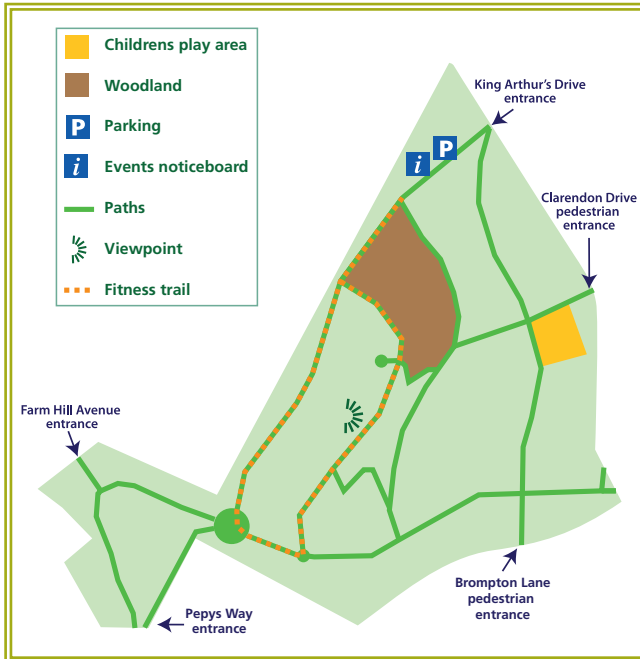 Childrens play area
Woodland
P Parking
i Events noticeboard
Paths
Viewpoint
Fitness trail
King Arthur's Drive
entrance
P
i
Clarendon Drive
pedestrian
entrance
Farm Hill Avenue
entrance
Pepys Way
entrance
Brompton Lane
pedestrian
entrance